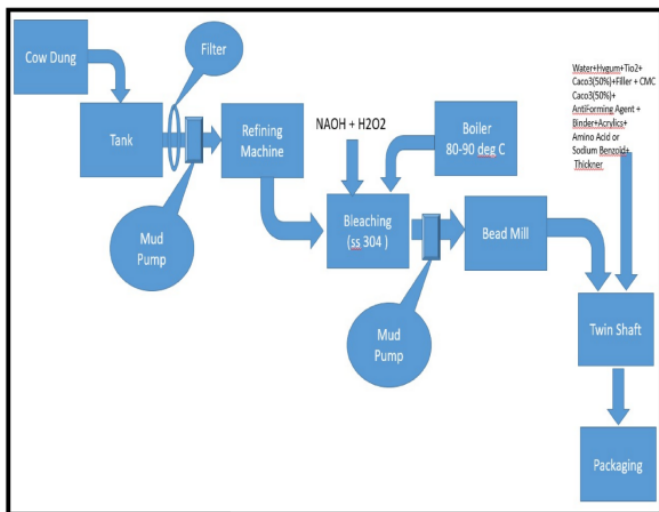 Cow Dung
Filter
Tank
Refining
Machine
Mud
Pump
NAOH + H2O2
Boiler
80-90 deg C
Bleaching
(ss 304 )
Mud
Pump
Bead Mill
Water+Hygum+Tio2+
Caco3(50%)+Filler + CMC
Caco3(50%)+
AntiForming Agent +
Binder+Acrylics+
Amino Acid or
Sodium Benzold+
Thickner
Twin Shaft
Packaging